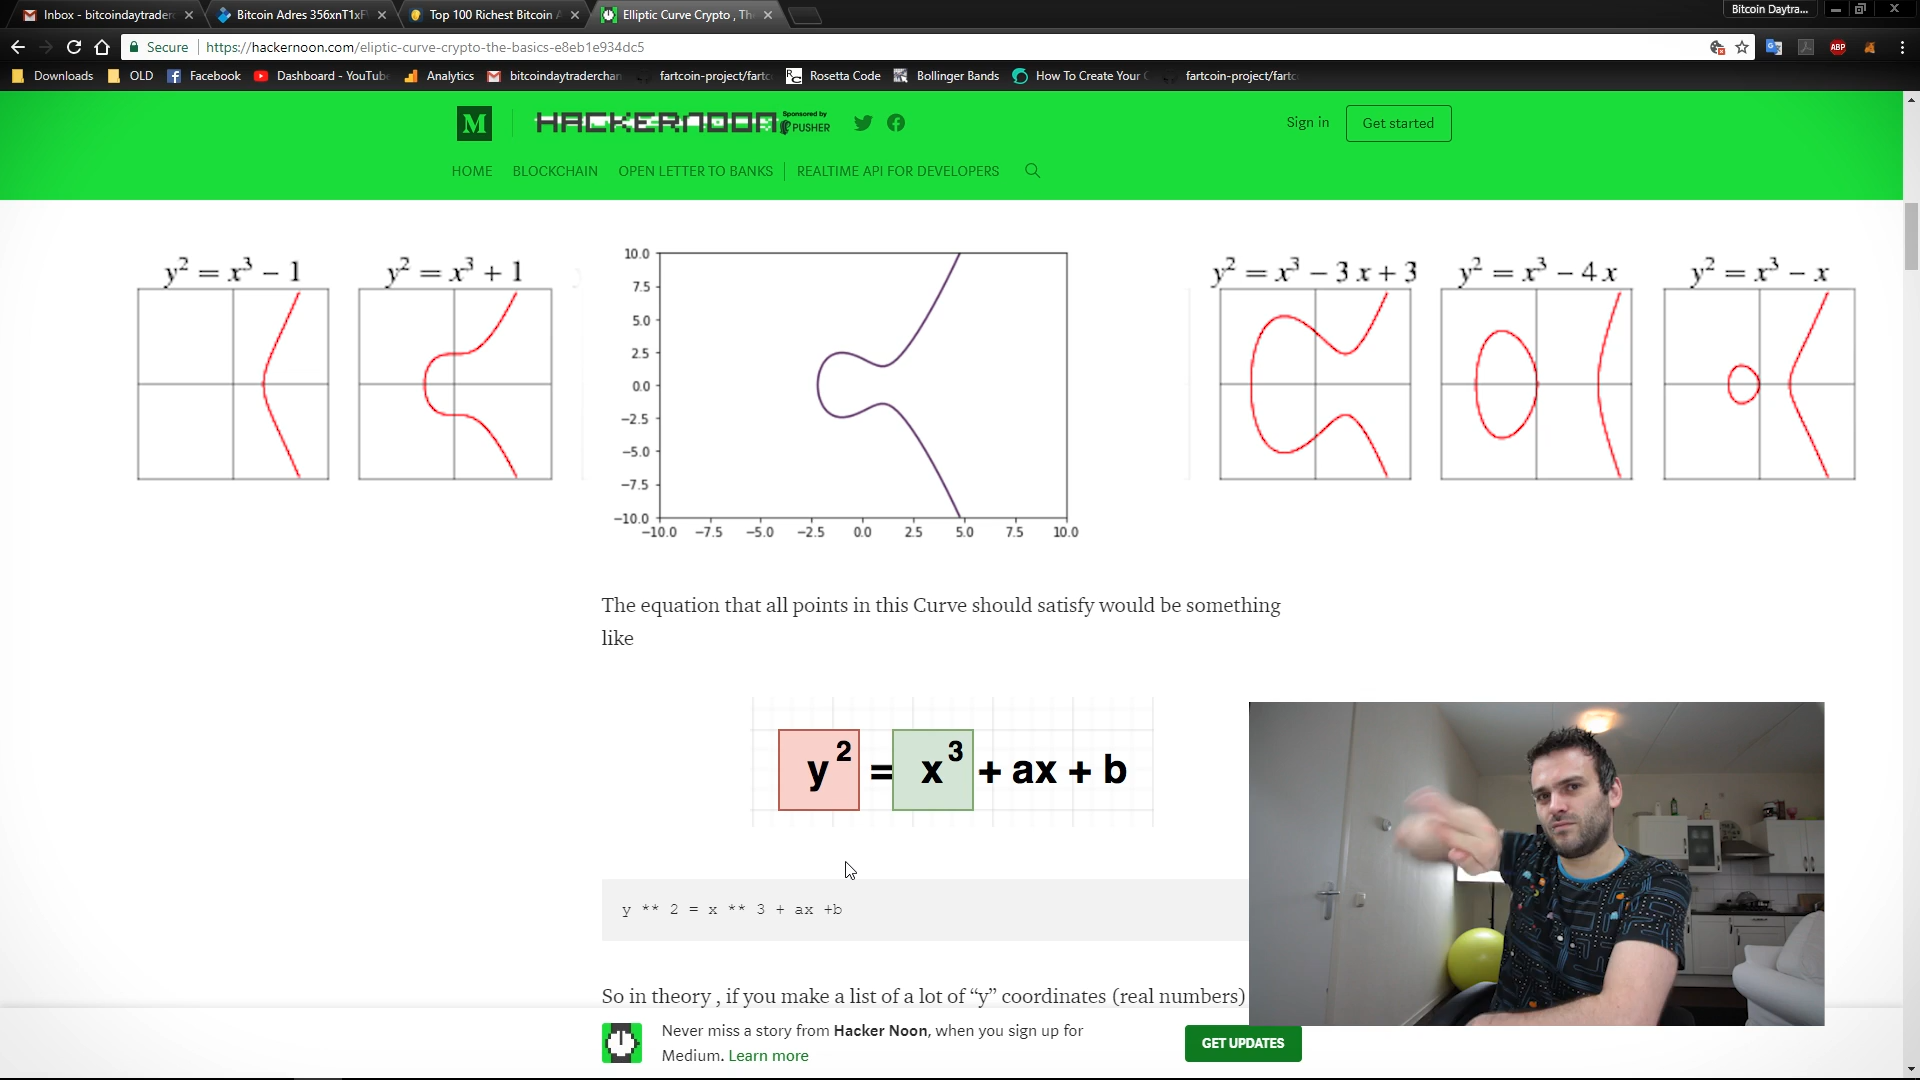 Inbox - bitcoindaytrader
Bitcoin Adres 356xnT1xF
Top 100 Richest Bitcoin A
Elliptic Curve Crypto , Th
Bitcoin Daytra...
Secure
https://hackernoon.com/eliptic-curve-crypto-the-basics-e8eb1e934dc5
ABP
Downloads
OLD
Facebook
Dashboard - YouTube
Analytics
bitcoindaytraderchan
fartcoin-project/fartc
Rosetta Code
Bollinger Bands
How To Create Your C
fartcoin-project/fartc
M
HACKERNOON
Sponsored by
PUSHER
Sign in
Get started
HOME
BLOCKCHAIN
OPEN LETTER TO BANKS
REALTIME API FOR DEVELOPERS
y² = x³ − 1
y² = x³ + 1
10.0
7.5
5.0
2.5
0.0
−2.5
−5.0
−7.5
−10.0
−10.0 −7.5 −5.0 −2.5 0.0 2.5 5.0 7.5 10.0
y² = x³ − 3 x + 3
y² = x³ − 4 x
y² = x³ − x
The equation that all points in this Curve should satisfy would be something
like
y² = x³ + ax + b
y ** 2 = x ** 3 + ax +b
So in theory , if you make a list of a lot of “y” coordinates (real numbers)
Never miss a story from Hacker Noon, when you sign up for
Medium. Learn more
GET UPDATES